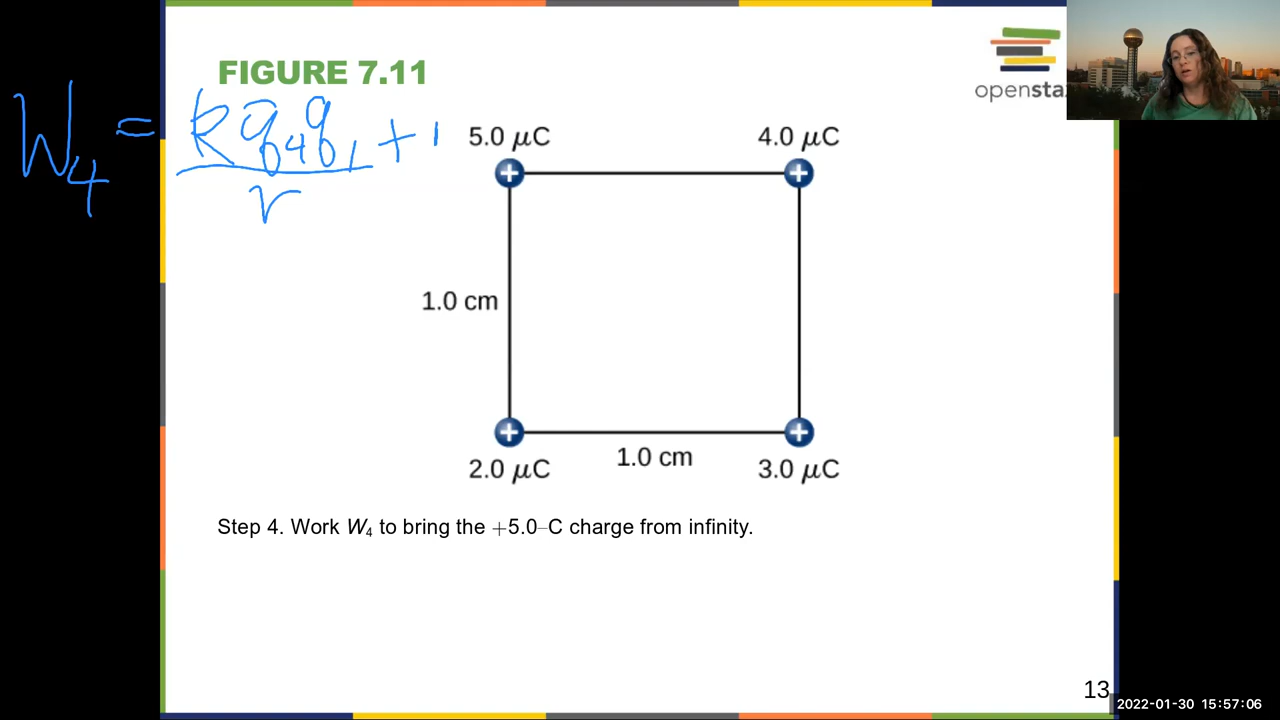 FIGURE 7.11
openstax
W₄ = k q₄ q₁ +
r
5.0 μC
4.0 μC
1.0 cm
1.0 cm
2.0 μC
3.0 μC
Step 4. Work W₄ to bring the +5.0–C charge from infinity.
13
2022-01-30 15:57:06